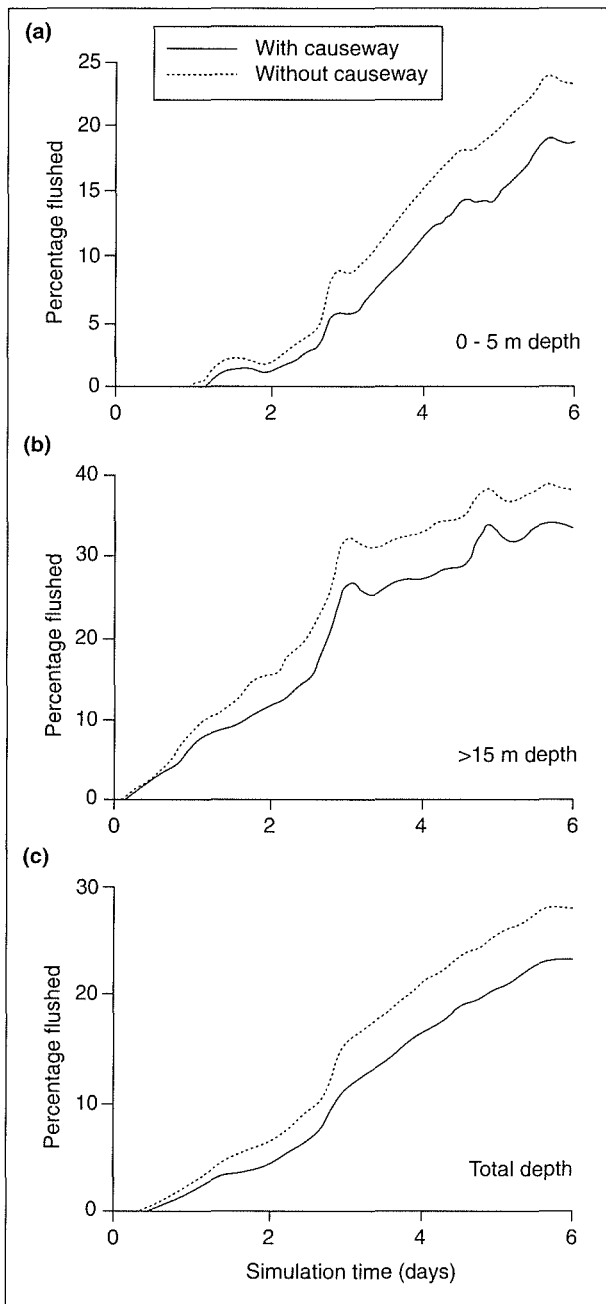 (a)
With causeway
Without causeway
25
20
15
10
5
0
Percentage flushed
0 - 5 m depth
0
2
4
6
(b)
40
30
20
10
0
Percentage flushed
>15 m depth
0
2
4
6
(c)
30
20
10
0
Percentage flushed
Total depth
0
2
4
6
Simulation time (days)